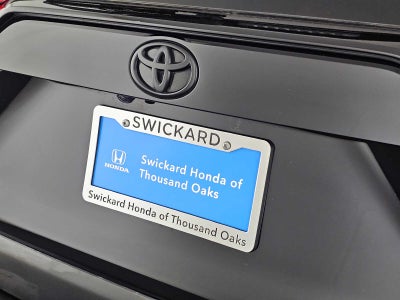 SWICKARD
Swickard Honda of
Thousand Oaks
HONDA
Swickard Honda of Thousand Oaks